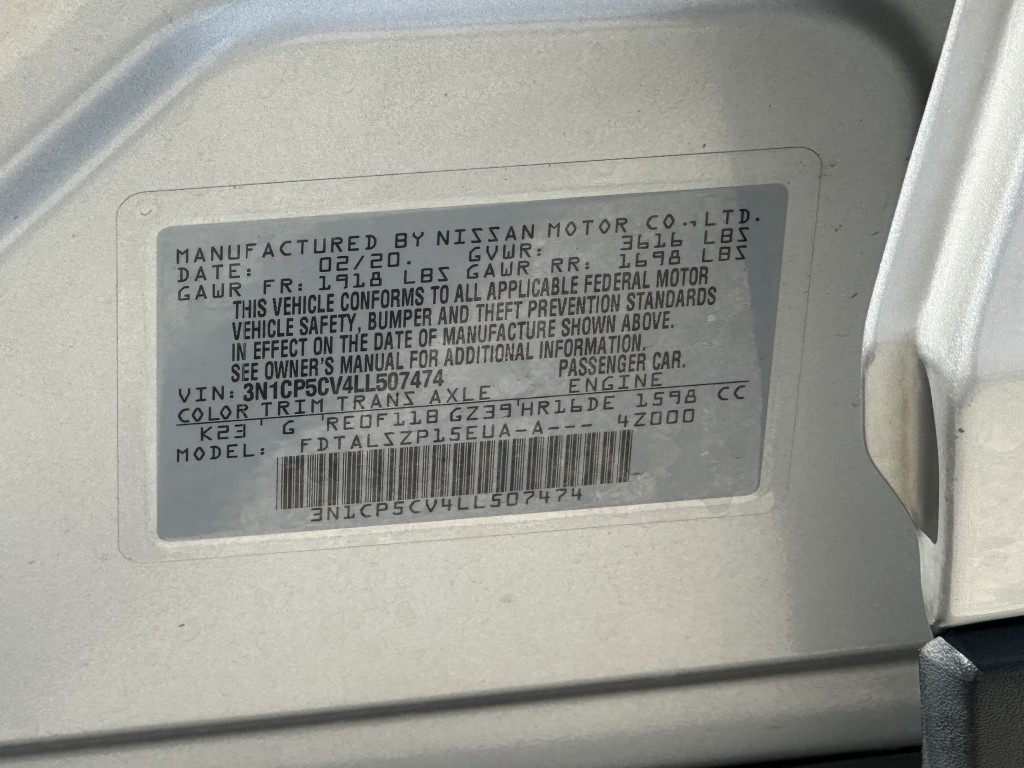 MANUFACTURED BY NISSAN MOTOR CO., LTD.
DATE: 02/20. GVWR: 3616 LBS
GAWR FR: 1918 LBS GAWR RR: 1698 LBS
THIS VEHICLE CONFORMS TO ALL APPLICABLE FEDERAL MOTOR
VEHICLE SAFETY, BUMPER AND THEFT PREVENTION STANDARDS
IN EFFECT ON THE DATE OF MANUFACTURE SHOWN ABOVE.
SEE OWNER'S MANUAL FOR ADDITIONAL INFORMATION.
VIN: 3N1CP5CV4LL507474 PASSENGER CAR.
COLOR TRIM TRANS AXLE ENGINE
K23 ' G 'RE0F11B GZ39'HR16DE 1598 CC
MODEL: FDTALSZP15EUA-A--- 4Z000
3N1CP5CV4LL507474